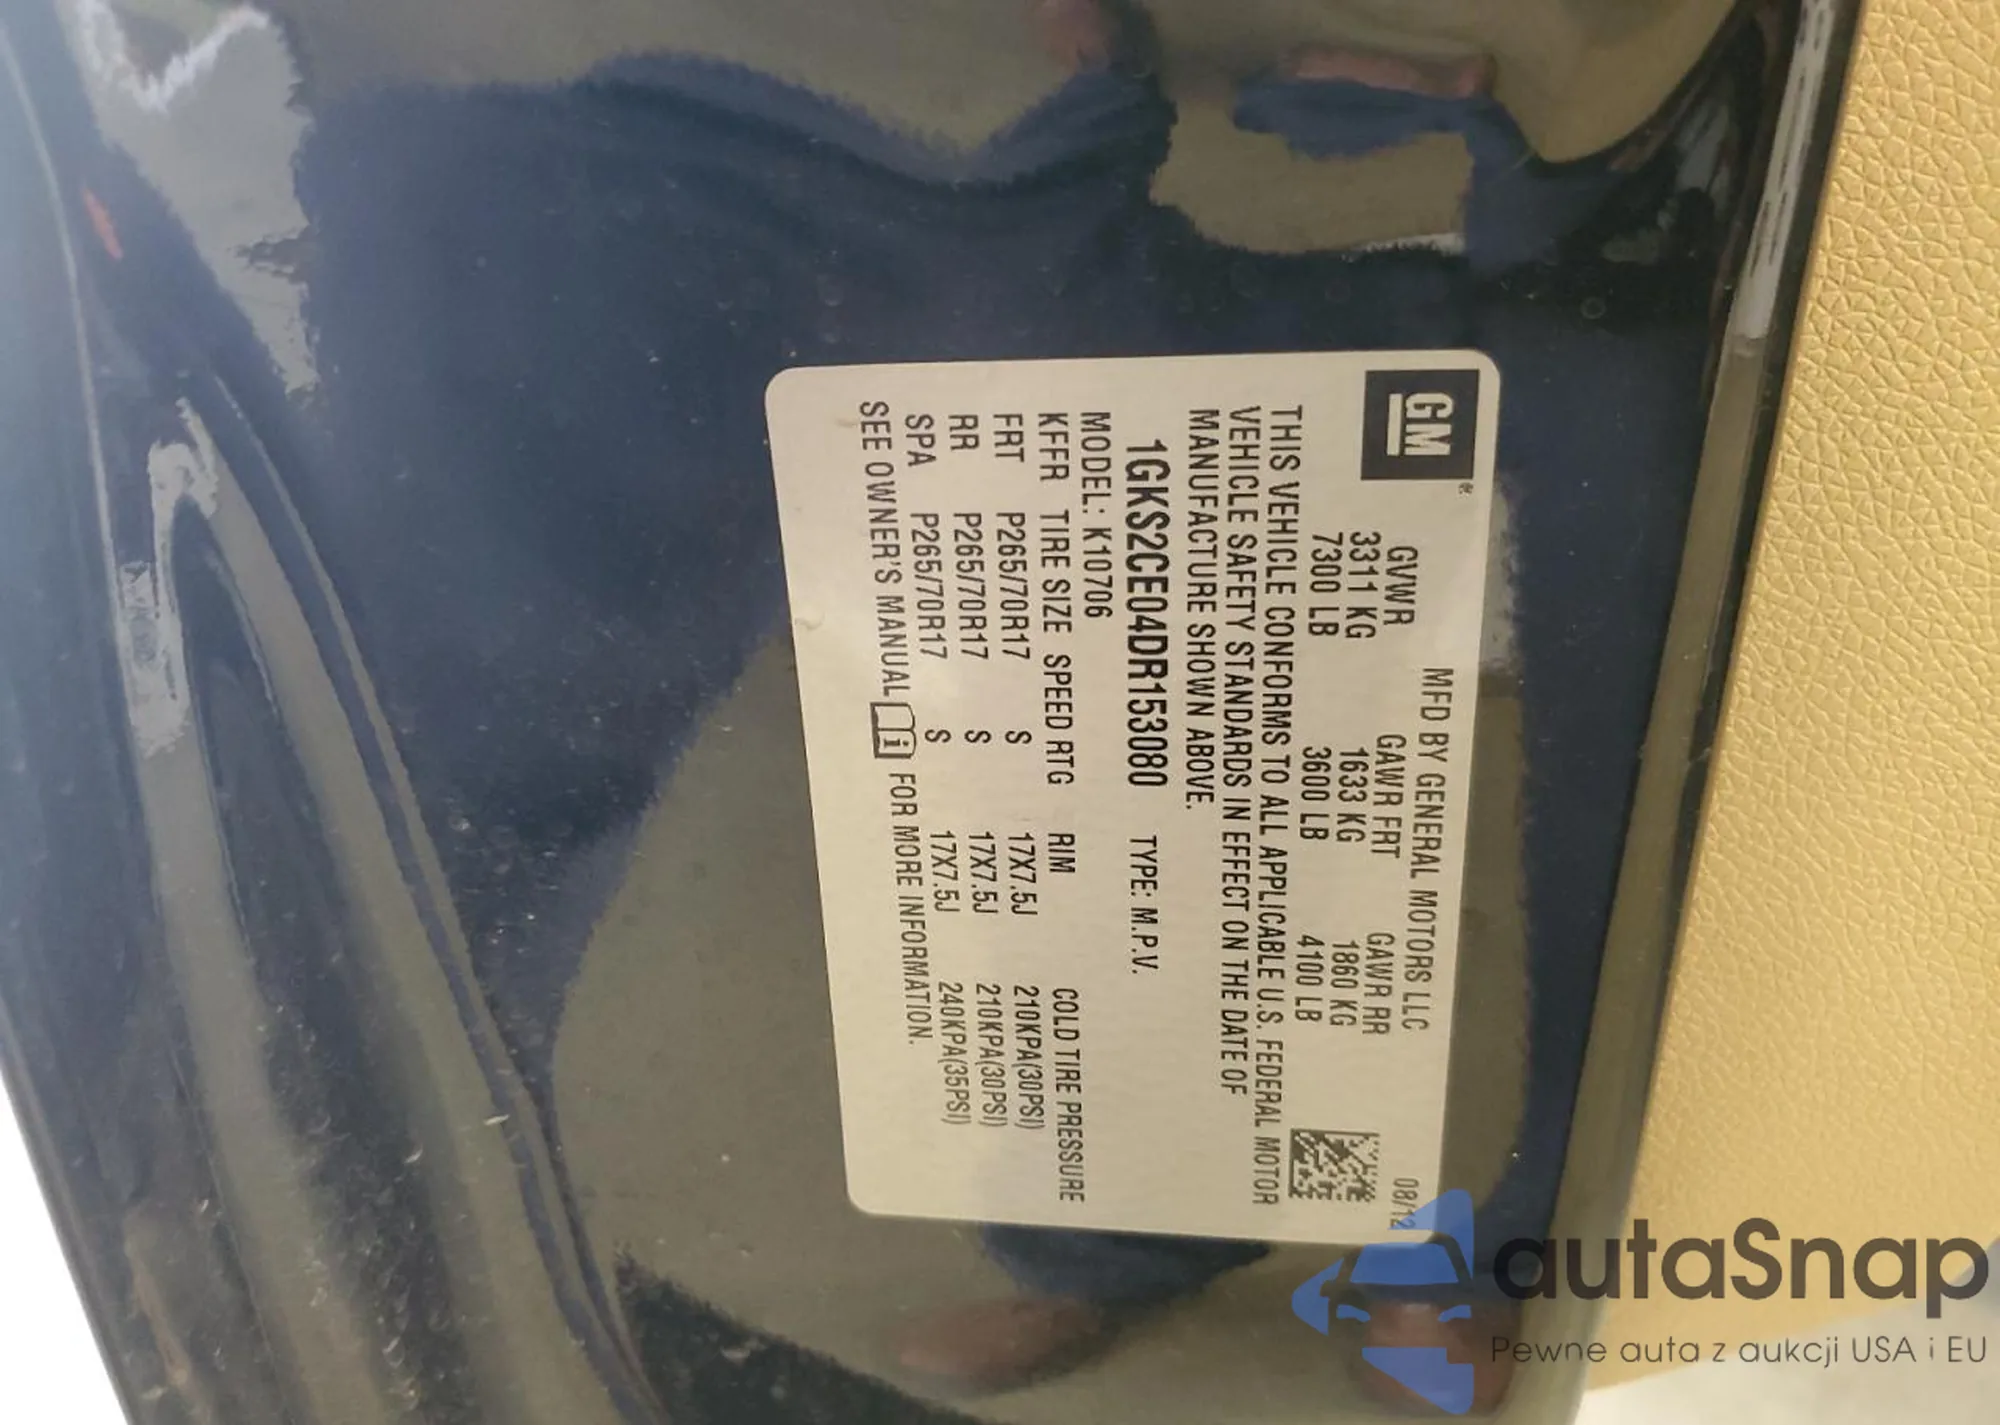 GM®
MFD BY GENERAL MOTORS LLC 08/12
GVWR GAWR FRT GAWR RR
3311 KG 1633 KG 1860 KG
7300 LB 3600 LB 4100 LB
THIS VEHICLE CONFORMS TO ALL APPLICABLE U.S. FEDERAL MOTOR
VEHICLE SAFETY STANDARDS IN EFFECT ON THE DATE OF
MANUFACTURE SHOWN ABOVE.
1GKS2CE04DR153080 TYPE: M.P.V.
MODEL: K10706
KFFR TIRE SIZE SPEED RTG RIM COLD TIRE PRESSURE
FRT P265/70R17 S 17X7.5J 210KPA(30PSI)
RR P265/70R17 S 17X7.5J 210KPA(30PSI)
SPA P265/70R17 S 17X7.5J 240KPA(35PSI)
SEE OWNER'S MANUAL i FOR MORE INFORMATION.
autaSnap
Pewne auta z aukcji USA i EU